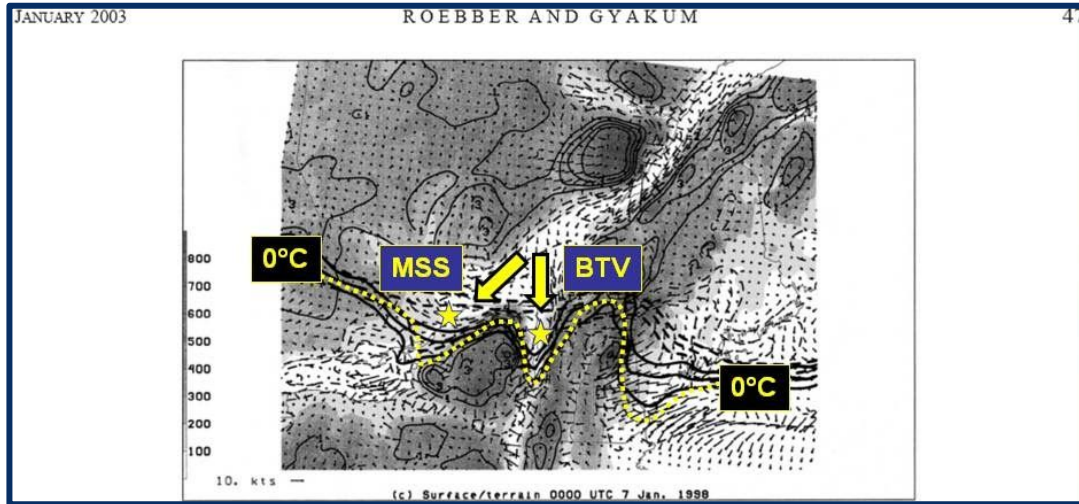 JANUARY 2003 ROEBBER AND GYAKUM
0°C MSS BTV
800
700
600
500
400
300
200
100
0°C
10. kts
(c) Surface/terrain 0000 UTC 7 Jan. 1998